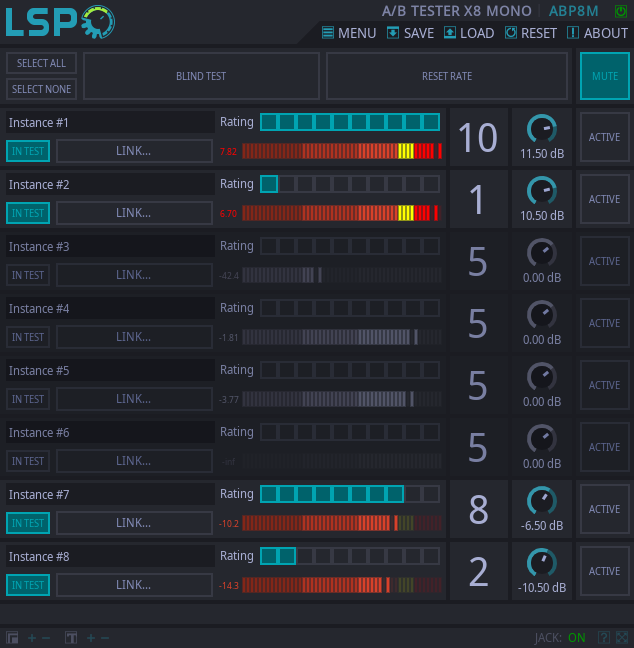 LSP
A/B TESTER X8 MONO ABP8M
MENU SAVE LOAD RESET ABOUT
SELECT ALL
SELECT NONE
BLIND TEST
RESET RATE
MUTE
Instance #1
IN TEST
LINK...
Rating
7.82
10
11.50 dB
ACTIVE
Instance #2
IN TEST
LINK...
Rating
6.70
1
10.50 dB
ACTIVE
Instance #3
IN TEST
LINK...
Rating
-42.4
5
0.00 dB
ACTIVE
Instance #4
IN TEST
LINK...
Rating
-1.81
5
0.00 dB
ACTIVE
Instance #5
IN TEST
LINK...
Rating
-3.77
5
0.00 dB
ACTIVE
Instance #6
IN TEST
LINK...
Rating
5
0.00 dB
ACTIVE
Instance #7
IN TEST
LINK...
Rating
-10.2
8
-6.50 dB
ACTIVE
Instance #8
IN TEST
LINK...
Rating
-14.3
2
-10.50 dB
ACTIVE
JACK: ON